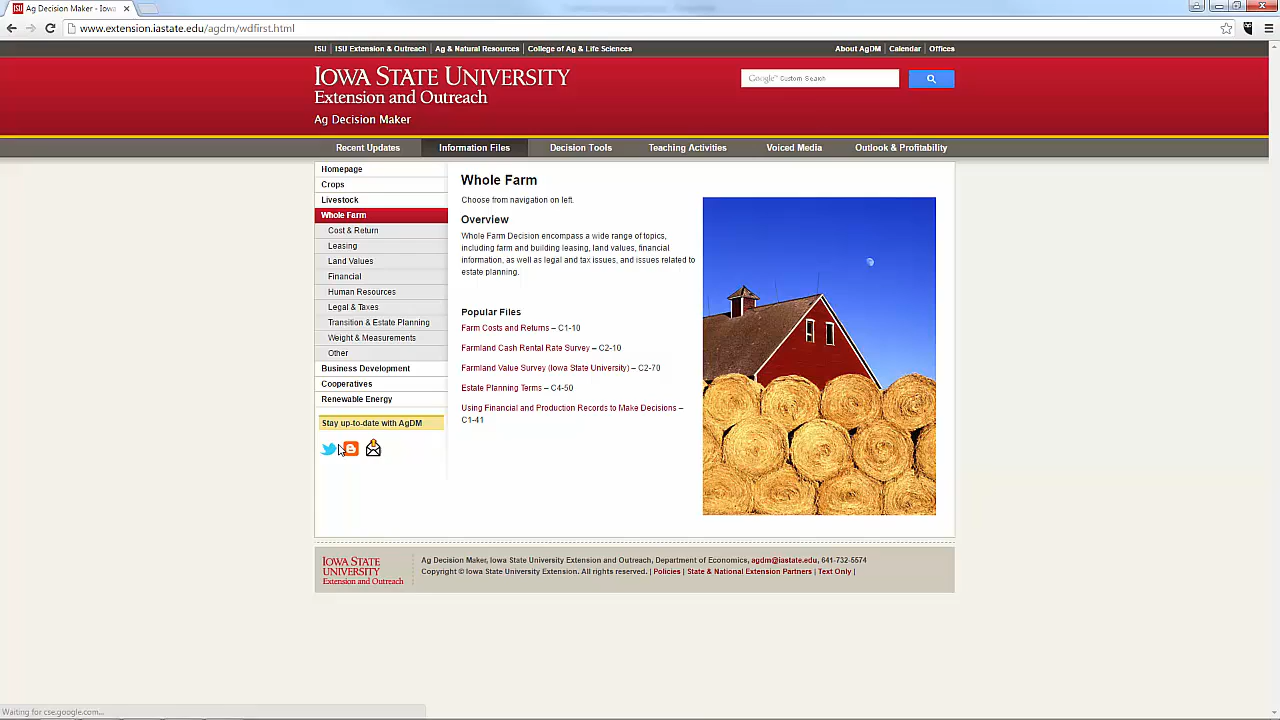 Ag Decision Maker - Iow
www.extension.iastate.edu/agdm/wdfirst.html
ISU | ISU Extension & Outreach | Ag & Natural Resources | College of Ag & Life Sciences
About AgDM | Calendar | Offices
IOWA STATE UNIVERSITY
Extension and Outreach
Ag Decision Maker
Google™ Custom Search
Recent Updates
Information Files
Decision Tools
Teaching Activities
Voiced Media
Outlook & Profitability
Homepage
Crops
Livestock
Whole Farm
Cost & Return
Leasing
Land Values
Financial
Human Resources
Legal & Taxes
Transition & Estate Planning
Weight & Measurements
Other
Business Development
Cooperatives
Renewable Energy
Stay up-to-date with AgDM
Whole Farm
Choose from navigation on left.
Overview
Whole Farm Decision encompass a wide range of topics,
including farm and building leasing, land values, financial
information, as well as legal and tax issues, and issues related to
estate planning.
Popular Files
Farm Costs and Returns – C1-10
Farmland Cash Rental Rate Survey – C2-10
Farmland Value Survey (Iowa State University) – C2-70
Estate Planning Terms – C4-50
Using Financial and Production Records to Make Decisions –
C1-41
IOWA STATE
UNIVERSITY
Extension and Outreach
Ag Decision Maker, Iowa State University Extension and Outreach, Department of Economics, agdm@iastate.edu, 641-732-5574
Copyright © Iowa State University Extension. All rights reserved. | Policies | State & National Extension Partners | Text Only |
Waiting for cse.google.com...